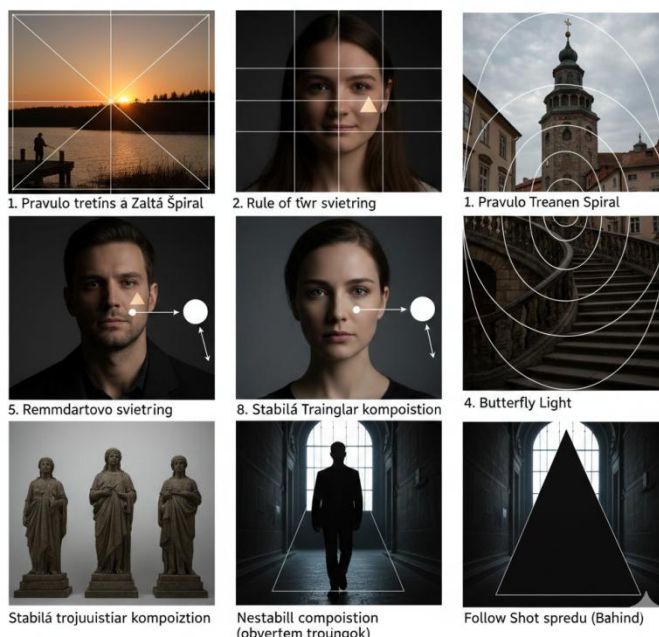 1. Pravulo tretíns a Zaltá Špiral
2. Rule of tẃr svietring
1. Pravulo Treanen Spiral
5. Remmdartovo svietring
8. Stabilá Trainglar kompoistion
4. Butterfly Light
Stabilá trojuuistiar kompoiztion
Nestabill compoistion
(obvertem troungok)
Follow Shot spredu (Bahind)